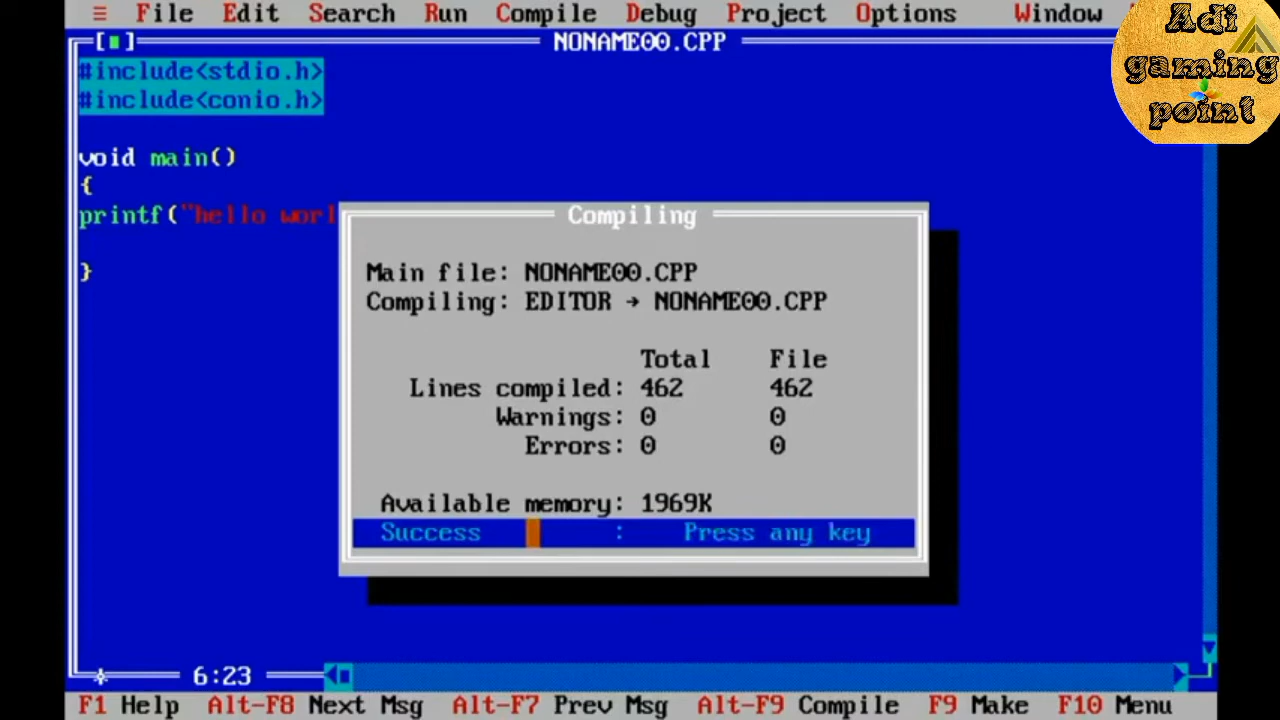 ≡ File Edit Search Run Compile Debug Project Options Window
[■] NONAME00.CPP
Adi
gaming
point
#include<stdio.h>
#include<conio.h>
void main()
{
printf("hello worl
}
Compiling
Main file: NONAME00.CPP
Compiling: EDITOR → NONAME00.CPP
Total File
Lines compiled: 462 462
Warnings: 0 0
Errors: 0 0
Available memory: 1969K
Success : Press any key
6:23
F1 Help Alt-F8 Next Msg Alt-F7 Prev Msg Alt-F9 Compile F9 Make F10 Menu